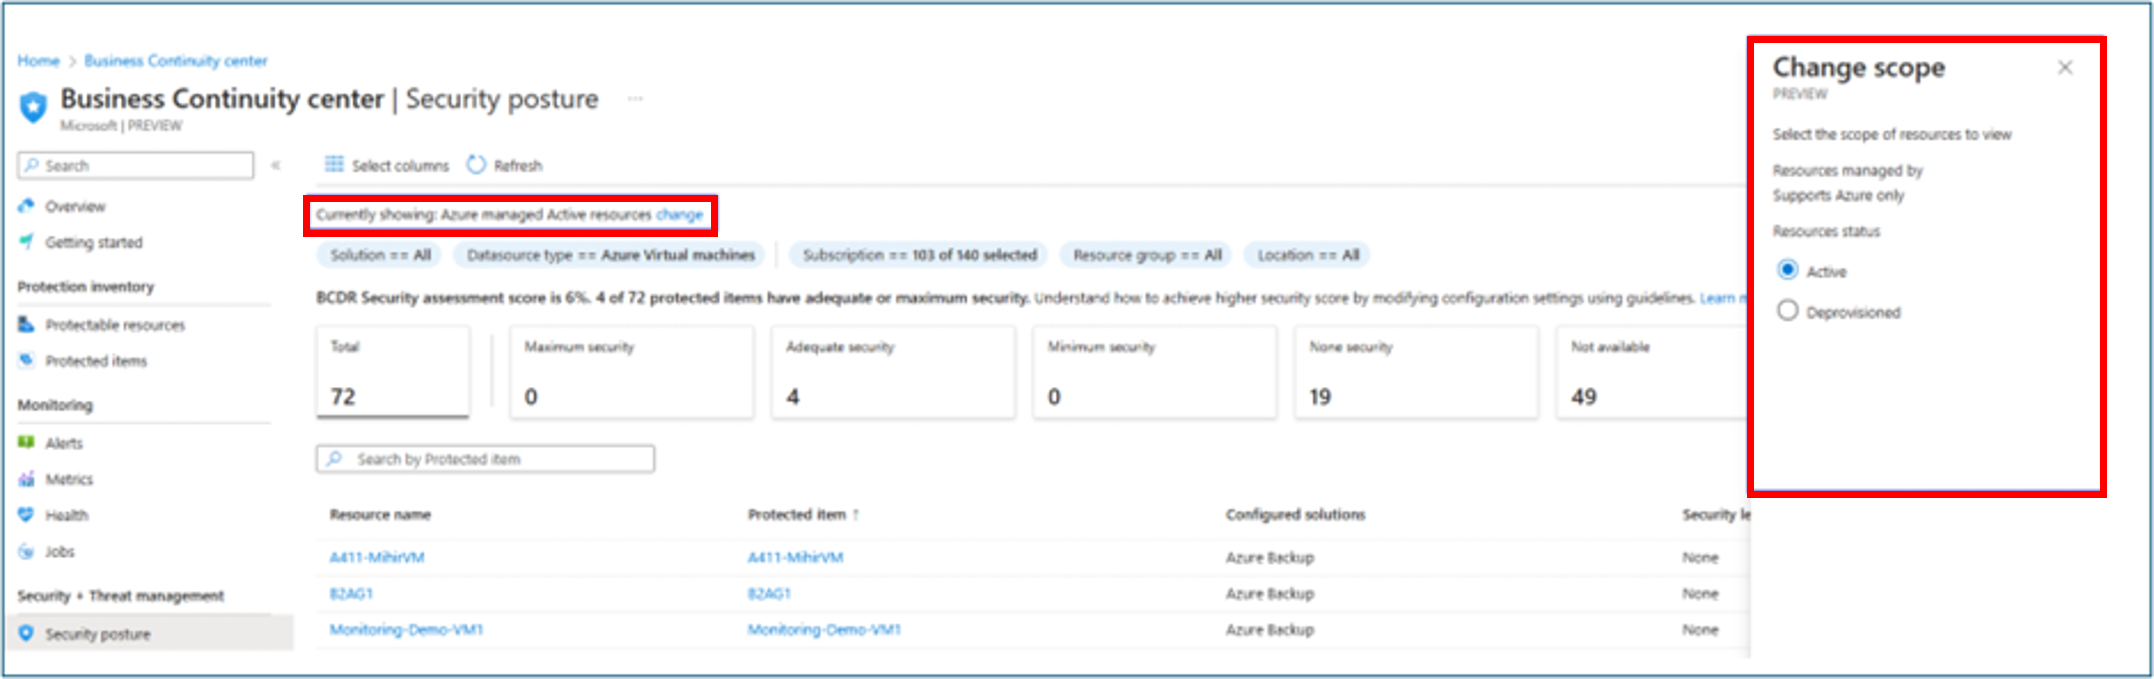 Home > Business Continuity center
Business Continuity center | Security posture ...
Microsoft | PREVIEW
Search «
Overview
Getting started
Protection inventory
Protectable resources
Protected items
Monitoring
Alerts
Metrics
Health
Jobs
Security + Threat management
Security posture
Select columns Refresh
Currently showing: Azure managed Active resources change
Solution == All Datasource type == Azure Virtual machines Subscription == 103 of 140 selected Resource group == All Location == All
BCDR Security assessment score is 6%. 4 of 72 protected items have adequate or maximum security. Understand how to achieve higher security score by modifying configuration settings using guidelines. Learn m
Total Maximum security Adequate security Minimum security None security Not available
72 0 4 0 19 49
Search by Protected item
Resource name Protected item ↑ Configured solutions Security le
A411-MihirVM A411-MihirVM Azure Backup None
B2AG1 B2AG1 Azure Backup None
Monitoring-Demo-VM1 Monitoring-Demo-VM1 Azure Backup None
Change scope
PREVIEW
Select the scope of resources to view
Resources managed by
Supports Azure only
Resources status
Active
Deprovisioned